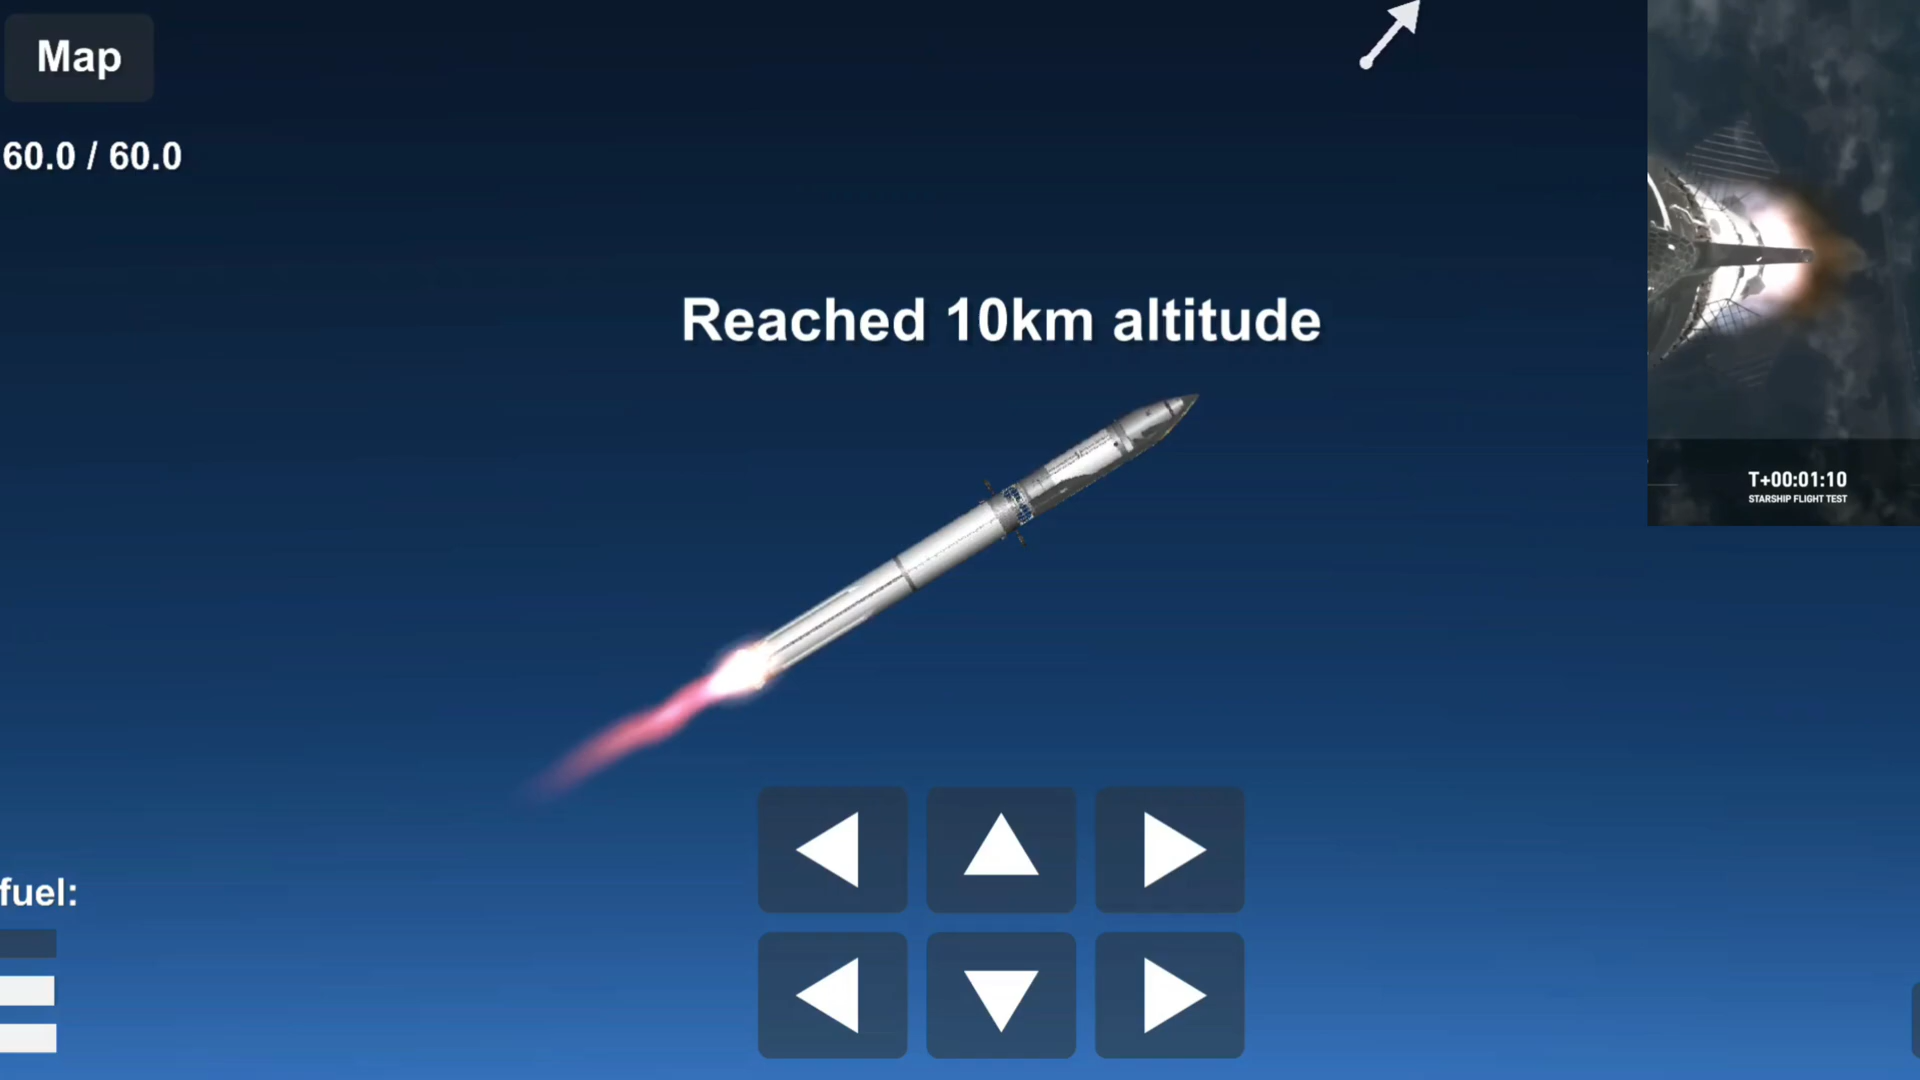 Map
60.0 / 60.0
Reached 10km altitude
T+00:01:10
STARSHIP FLIGHT TEST
fuel: